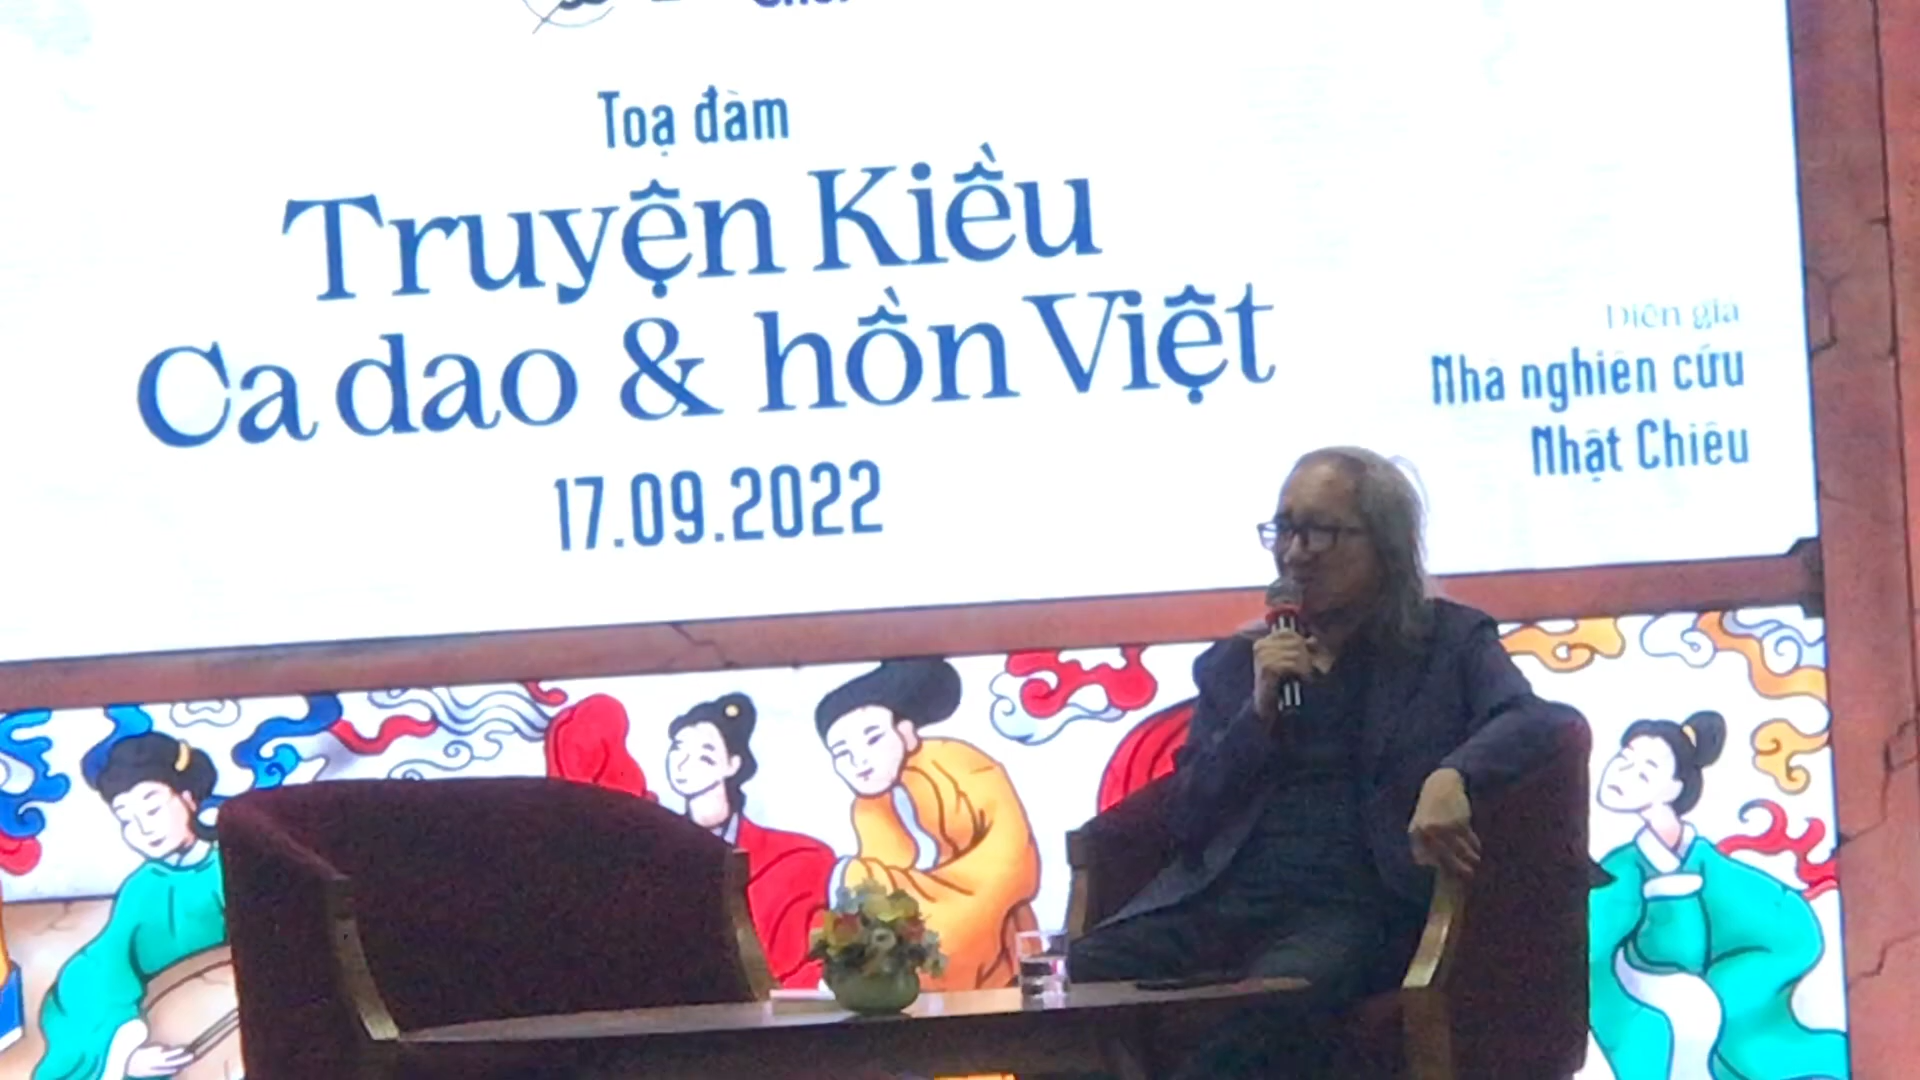 Toạ đàm
Truyện Kiều
Ca dao & hồn Việt
17.09.2022
Diễn giả
Nhà nghiên cứu
Nhật Chiêu